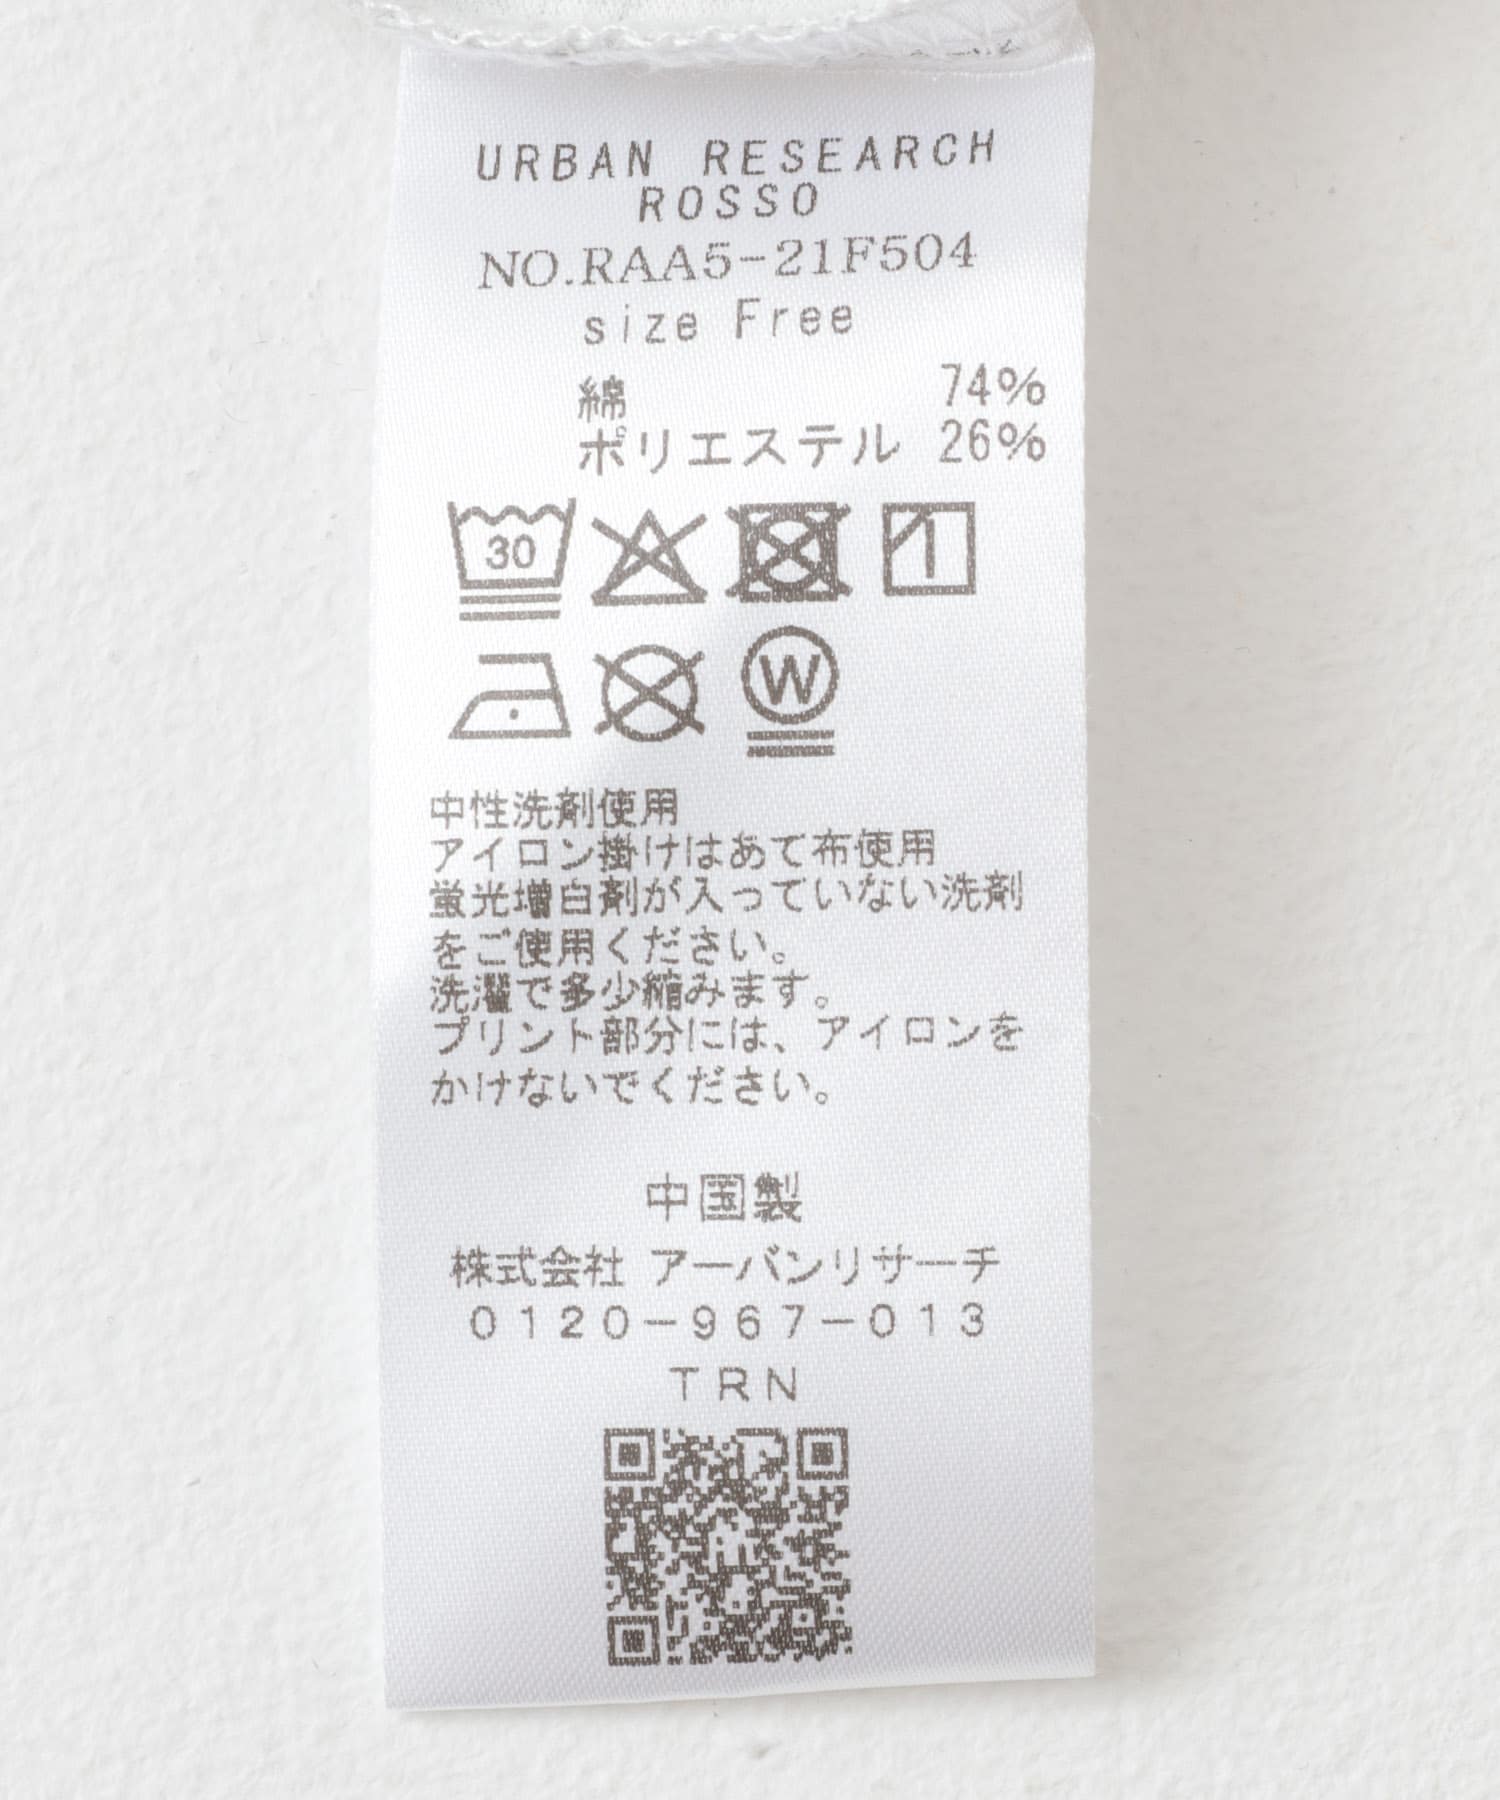 URBAN RESEARCH
ROSSO
NO.RAA5-21F504
size Free
綿 74%
ポリエステル 26%
30
W
中性洗剤使用
アイロン掛けはあて布使用
蛍光増白剤が入っていない洗剤
をご使用ください。
洗濯で多少縮みます。
プリント部分には、アイロンを
かけないでください。
中国製
株式会社 アーバンリサーチ
0120-967-013
TRN